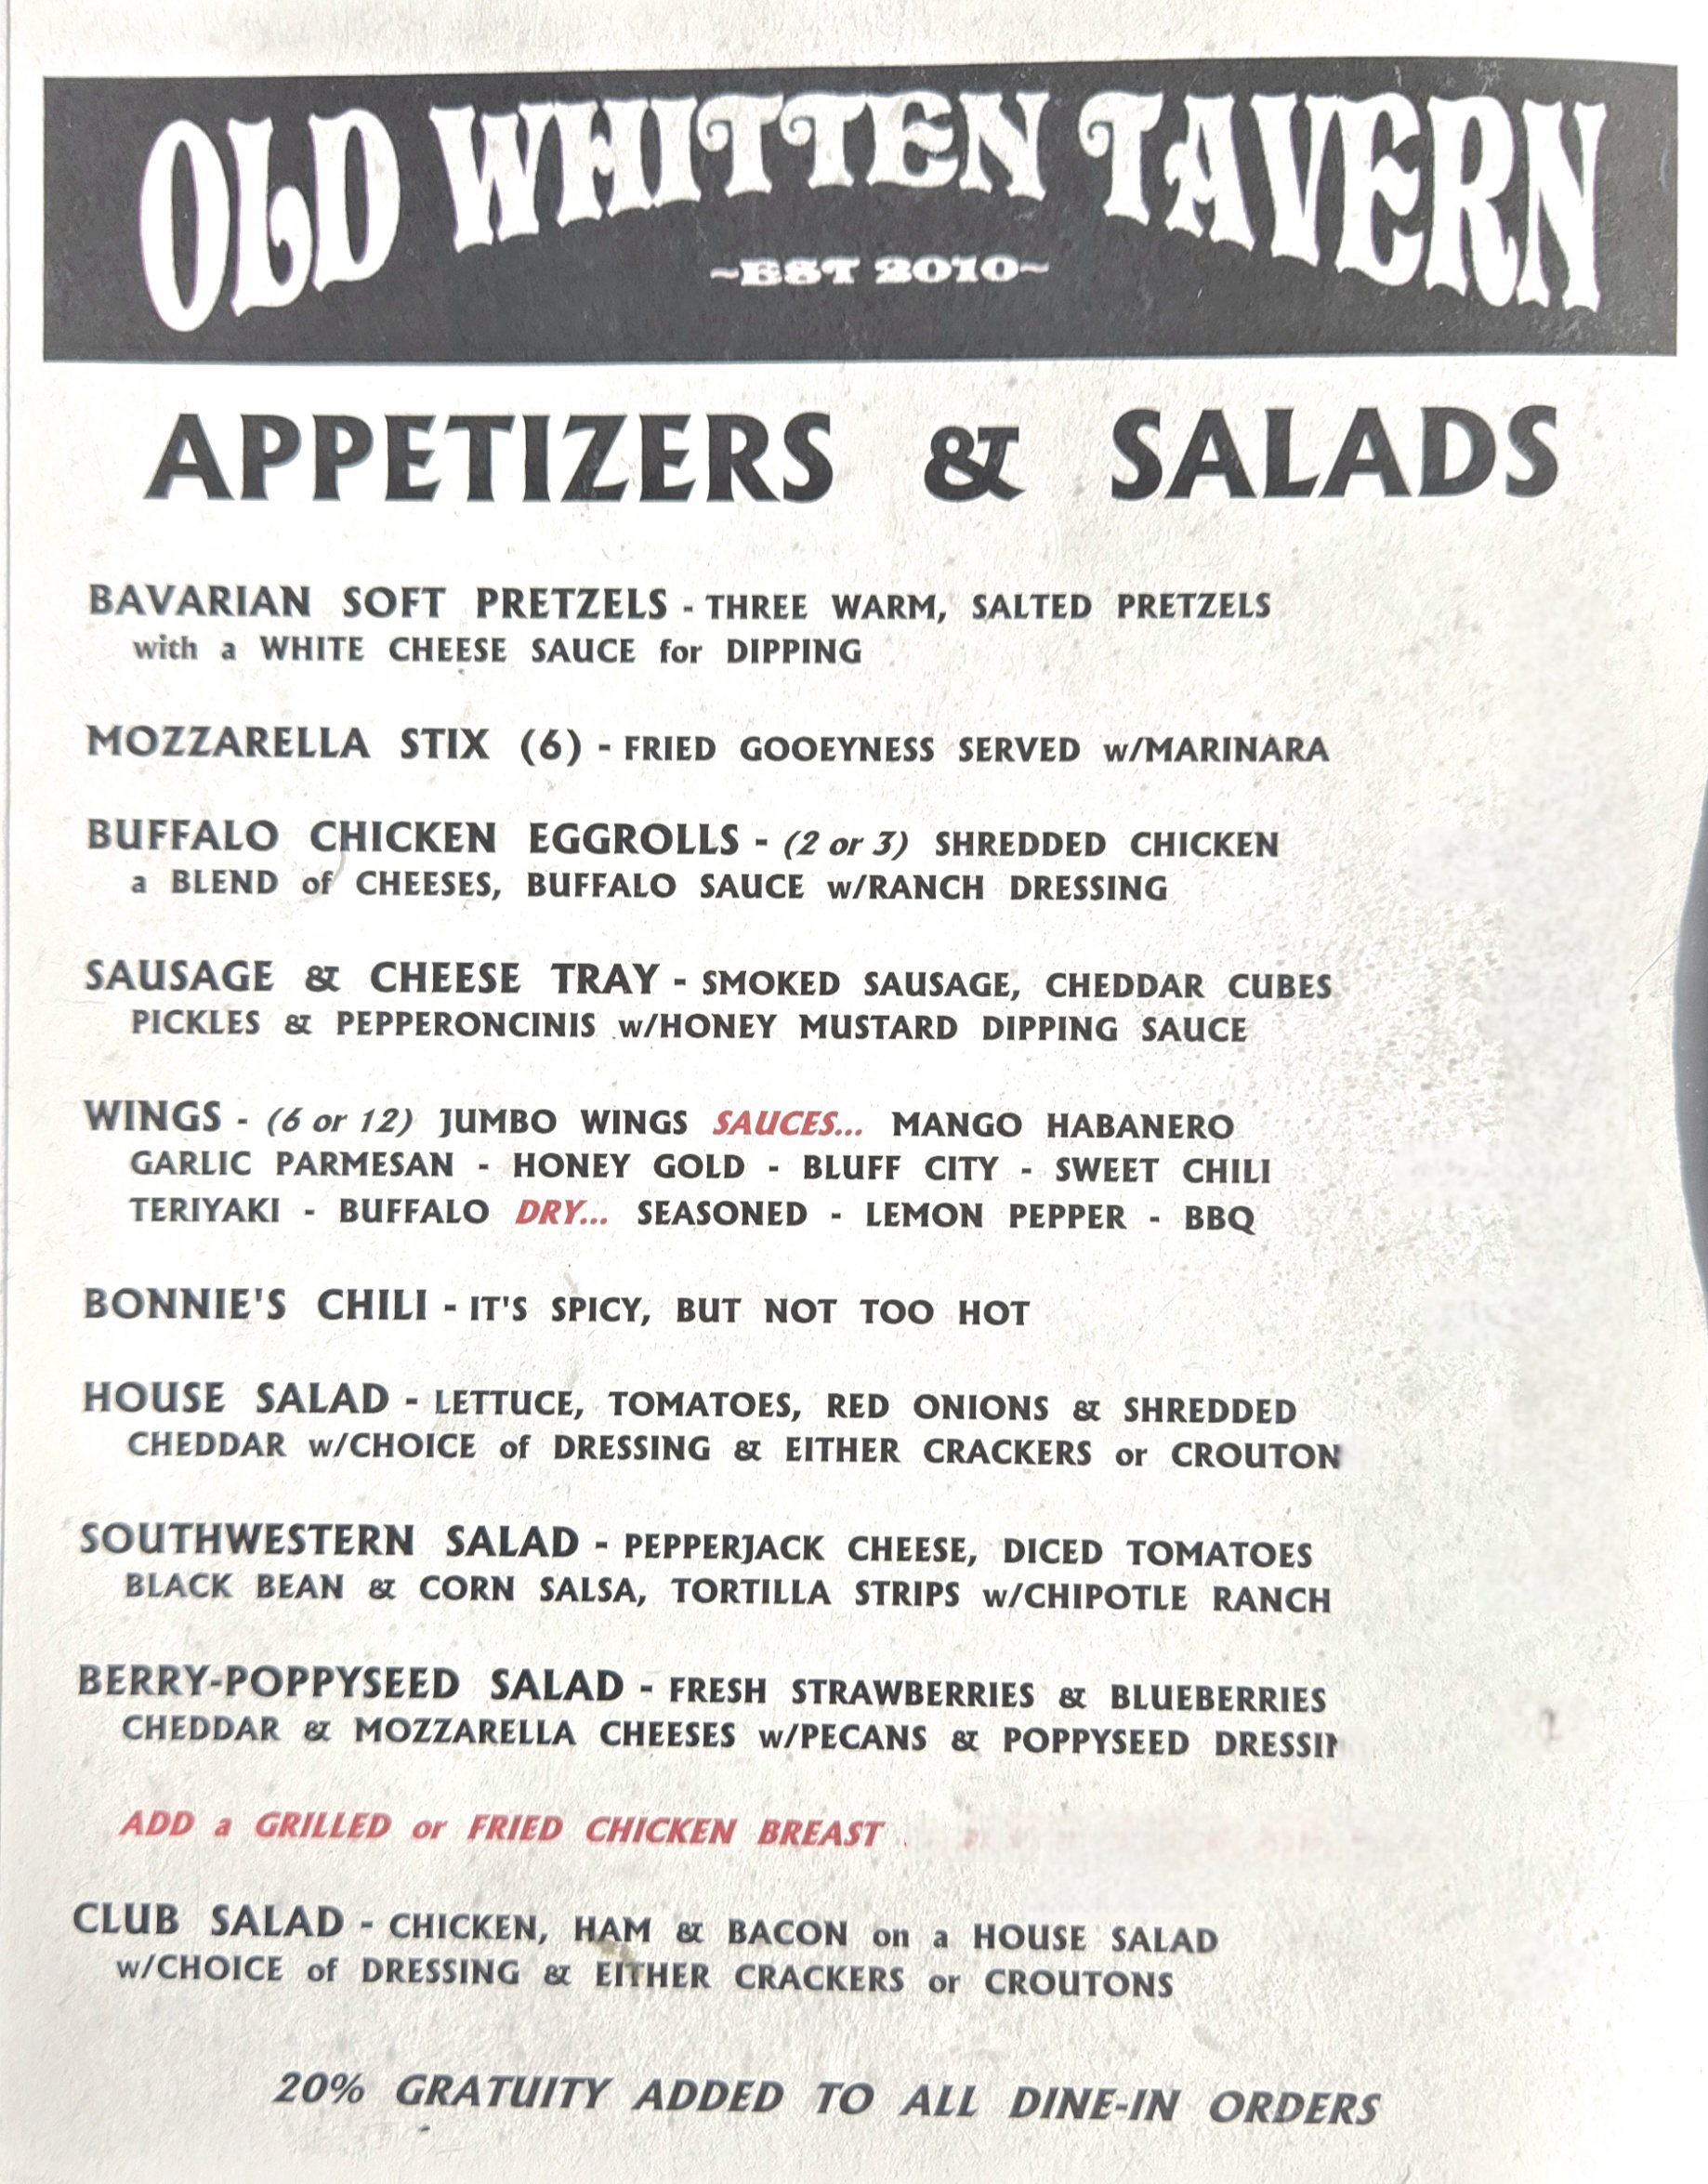 OLD WHITTEN TAVERN
~EST 2010~
APPETIZERS & SALADS
BAVARIAN SOFT PRETZELS - THREE WARM, SALTED PRETZELS
with a WHITE CHEESE SAUCE for DIPPING
MOZZARELLA STIX (6) - FRIED GOOEYNESS SERVED w/MARINARA
BUFFALO CHICKEN EGGROLLS - (2 or 3) SHREDDED CHICKEN
a BLEND of CHEESES, BUFFALO SAUCE w/RANCH DRESSING
SAUSAGE & CHEESE TRAY - SMOKED SAUSAGE, CHEDDAR CUBES
PICKLES & PEPPERONCINIS w/HONEY MUSTARD DIPPING SAUCE
WINGS - (6 or 12) JUMBO WINGS SAUCES... MANGO HABANERO
GARLIC PARMESAN - HONEY GOLD - BLUFF CITY - SWEET CHILI
TERIYAKI - BUFFALO DRY... SEASONED - LEMON PEPPER - BBQ
BONNIE'S CHILI - IT'S SPICY, BUT NOT TOO HOT
HOUSE SALAD - LETTUCE, TOMATOES, RED ONIONS & SHREDDED
CHEDDAR w/CHOICE of DRESSING & EITHER CRACKERS or CROUTON
SOUTHWESTERN SALAD - PEPPERJACK CHEESE, DICED TOMATOES
BLACK BEAN & CORN SALSA, TORTILLA STRIPS w/CHIPOTLE RANCH
BERRY-POPPYSEED SALAD - FRESH STRAWBERRIES & BLUEBERRIES
CHEDDAR & MOZZARELLA CHEESES w/PECANS & POPPYSEED
ADD a GRILLED or FRIED CHICKEN BREAST
CLUB SALAD - CHICKEN, HAM & BACON on a HOUSE SALAD
w/CHOICE of DRESSING & EITHER CRACKERS or CROUTONS
20% GRATUITY ADDED TO ALL DINE-IN ORDERS